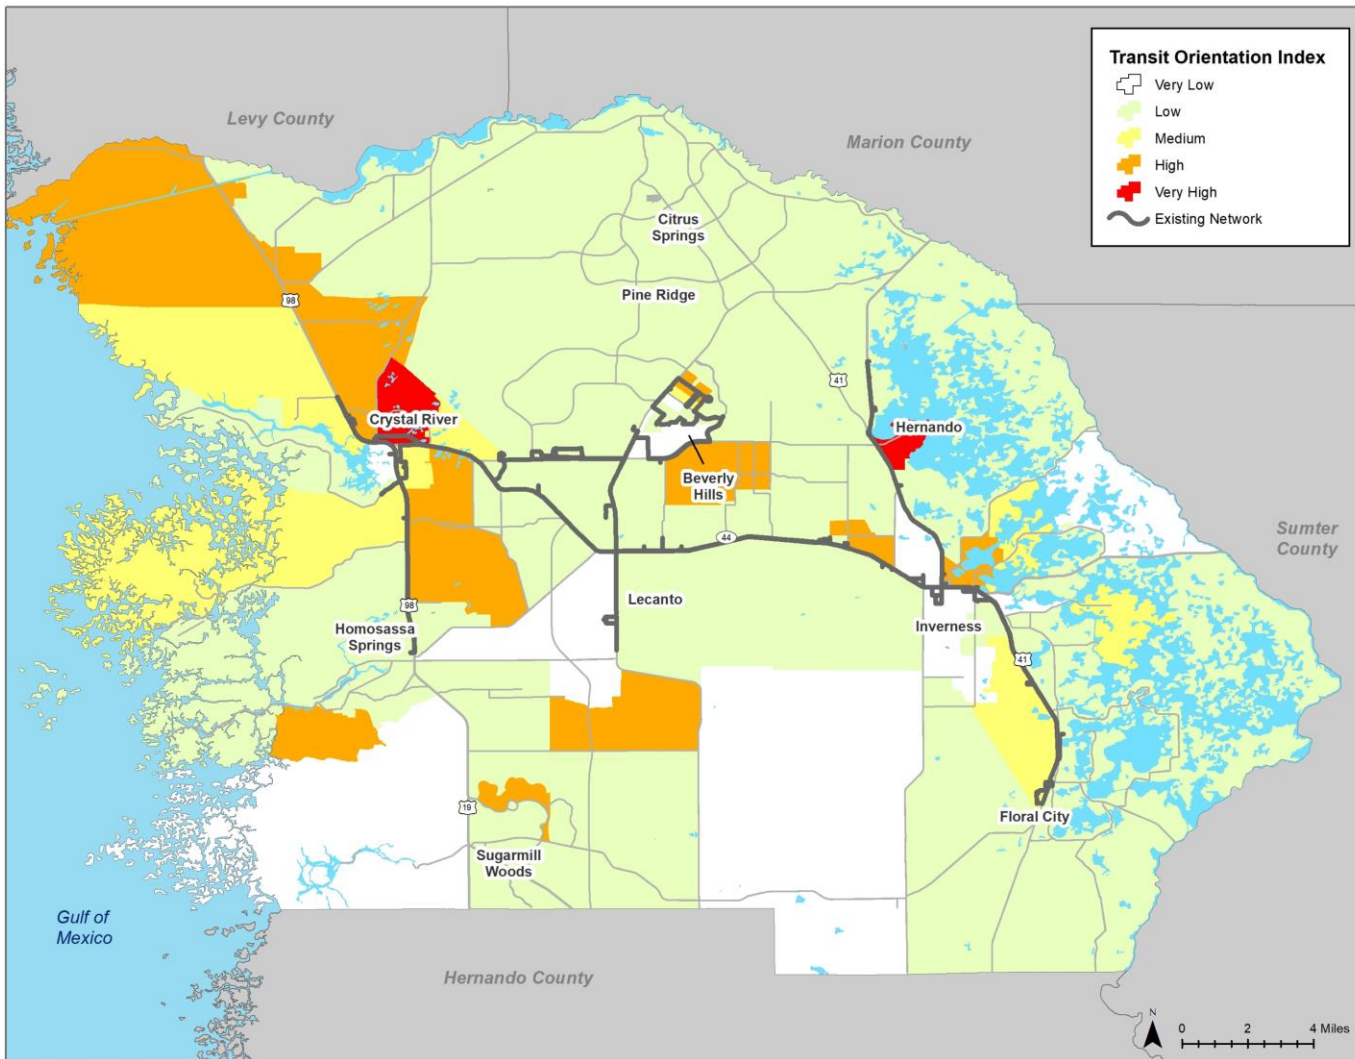 Transit Orientation Index
Very Low
Low
Medium
High
Very High
Existing Network
Levy County
Marion County
Citrus
Springs
Pine Ridge
98
41
Crystal River
Hernando
Beverly
Hills
44
Sumter
County
98
Lecanto
Homosassa
Springs
Inverness
41
19
Floral City
Sugarmill
Woods
Gulf of
Mexico
Hernando County
N
0 2 4 Miles